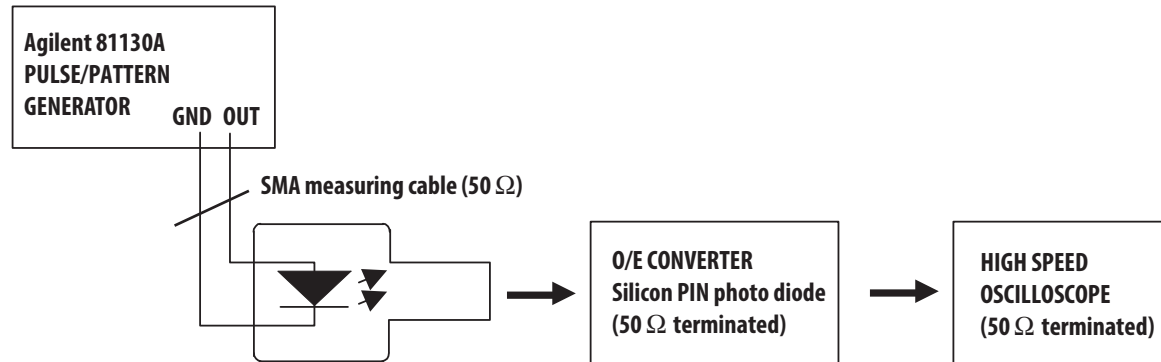 Agilent 81130A
PULSE/PATTERN
GENERATOR
GND OUT
SMA measuring cable (50 Ω)
O/E CONVERTER
Silicon PIN photo diode
(50 Ω terminated)
HIGH SPEED
OSCILLOSCOPE
(50 Ω terminated)